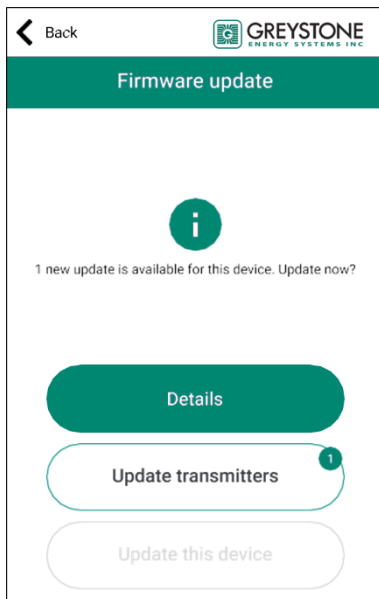 Back
GREYSTONE
ENERGY SYSTEMS INC
Firmware update
i
1 new update is available for this device. Update now?
Details
1
Update transmitters
Update this device